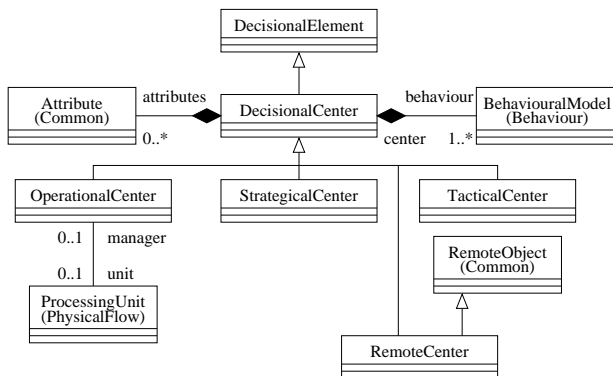 DecisionalElement
Attribute
(Common)
attributes
0..*
DecisionalCenter
behaviour
center
1..*
BehaviouralModel
(Behaviour)
OperationalCenter
StrategicalCenter
TacticalCenter
0..1
manager
0..1
unit
RemoteObject
(Common)
ProcessingUnit
(PhysicalFlow)
RemoteCenter